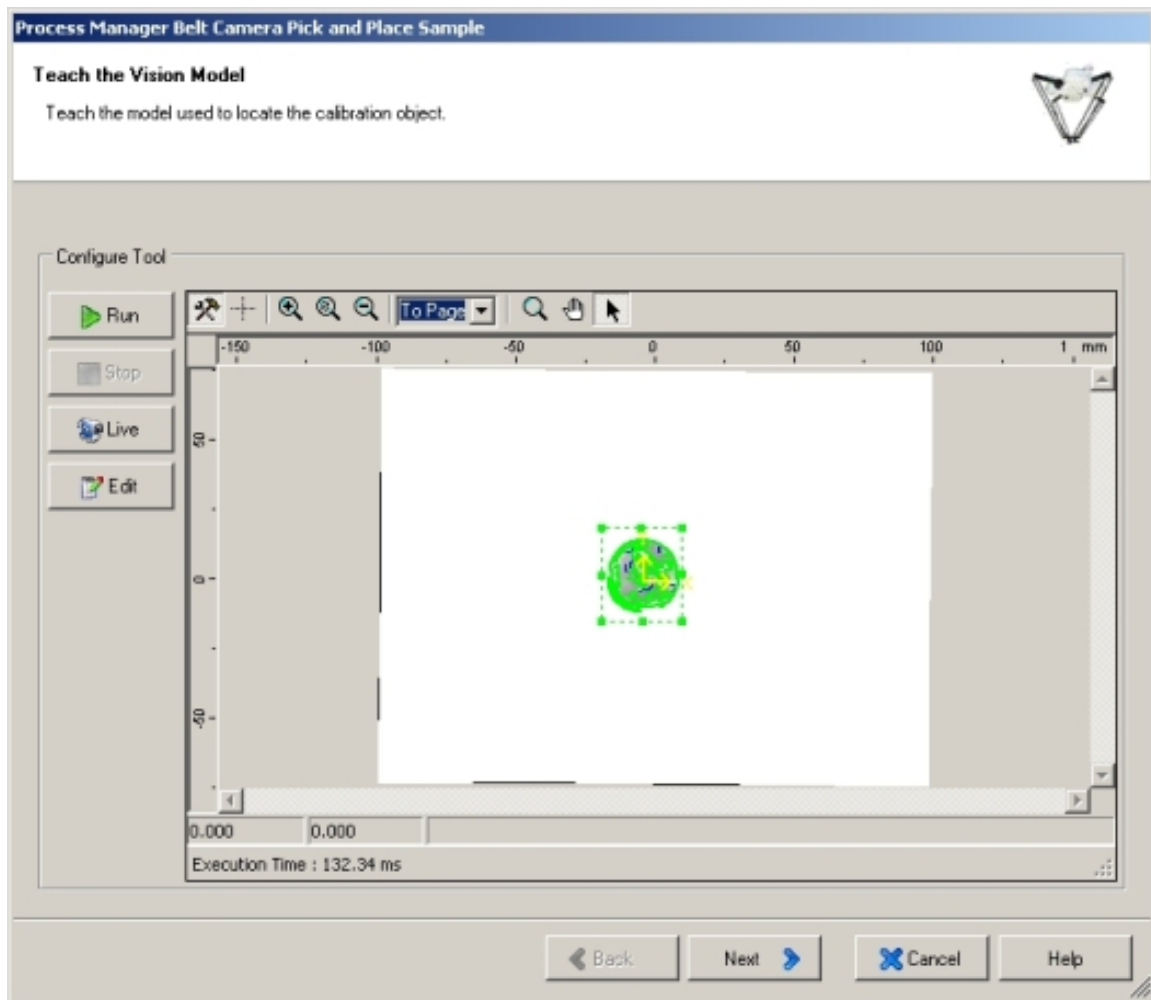 Process Manager Belt Camera Pick and Place Sample
Teach the Vision Model
Teach the model used to locate the calibration object.
Configure Tool
Run
To Page
-150 -100 -50 0 50 100 1 mm
Stop
Live
50
Edit
0
-50
0.000 0.000
Execution Time : 132.34 ms
Back Next Cancel Help